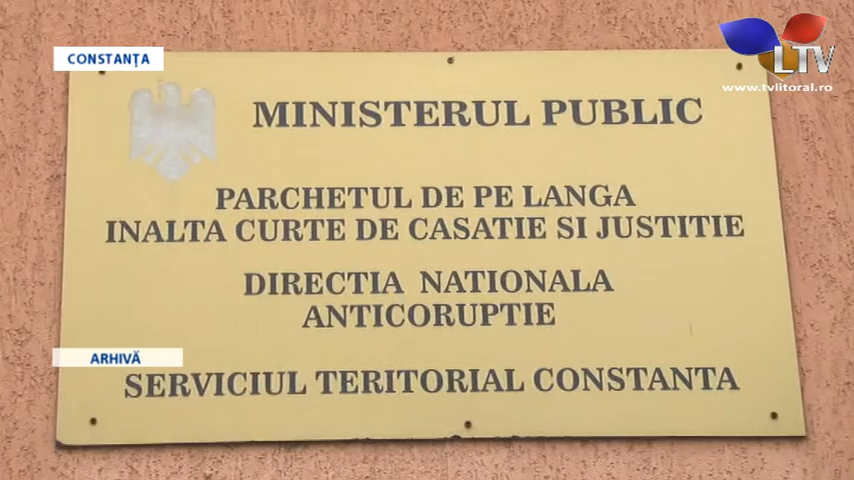 CONSTANȚA
LTV
www.tvlitoral.ro
MINISTERUL PUBLIC
PARCHETUL DE PE LANGA
INALTA CURTE DE CASATIE SI JUSTITIE
DIRECTIA NATIONALA
ANTICORUPTIE
ARHIVĂ
SERVICIUL TERITORIAL CONSTANTA